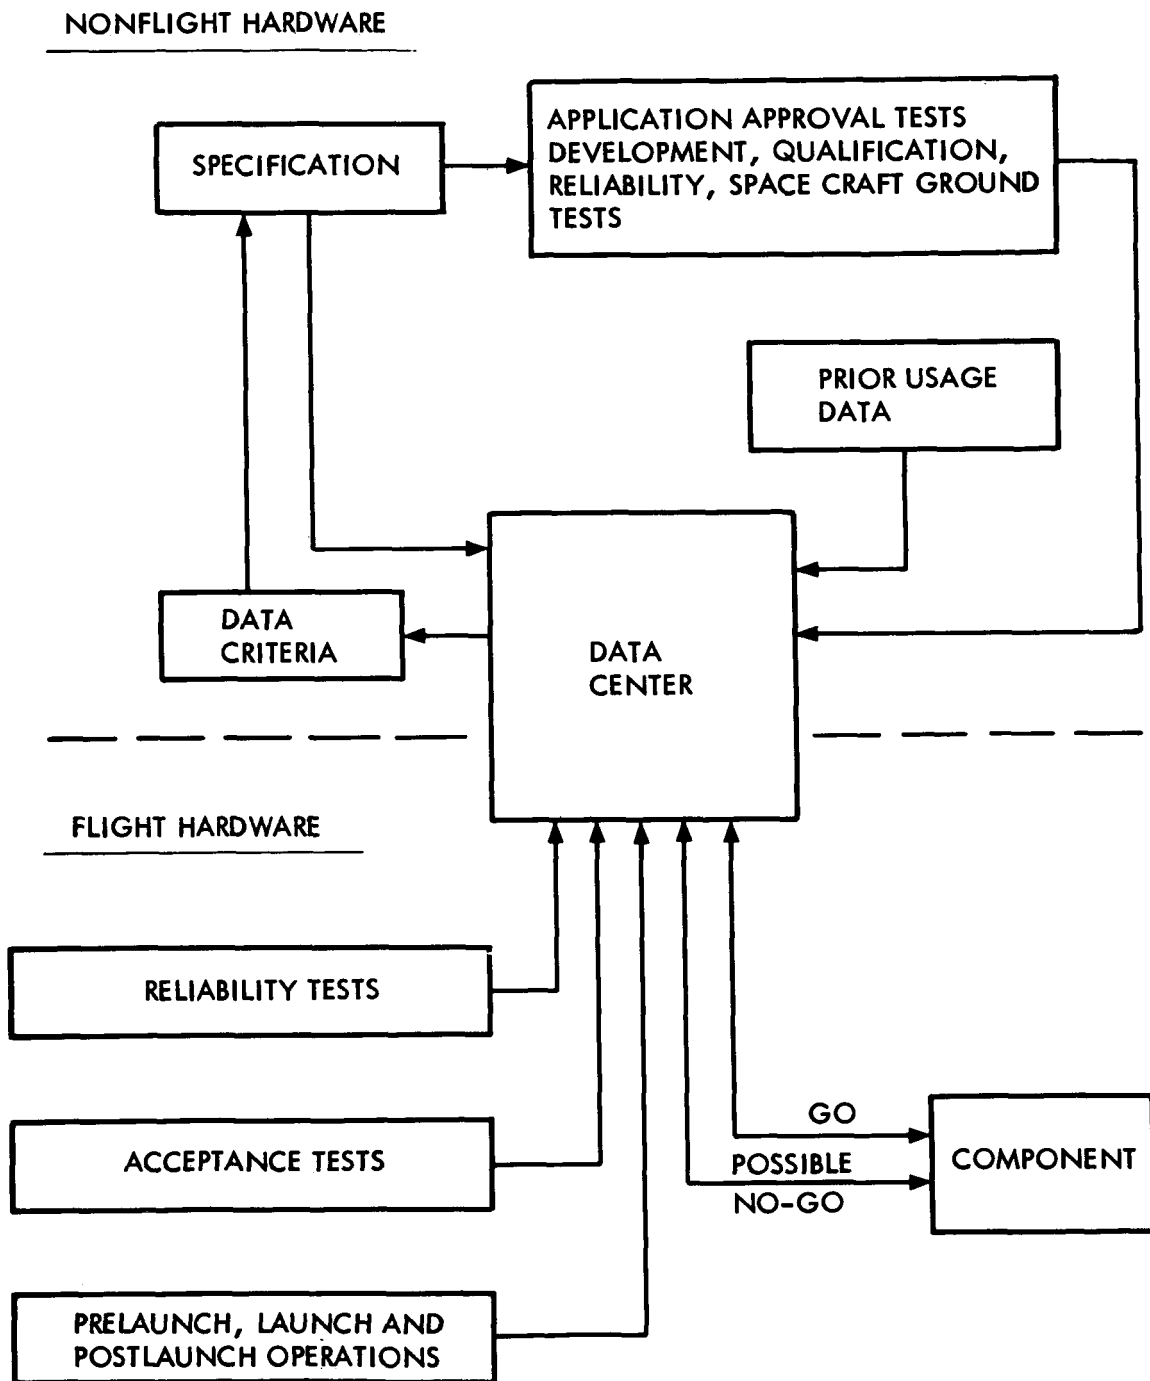 NONFLIGHT HARDWARE
SPECIFICATION
APPLICATION APPROVAL TESTS
DEVELOPMENT, QUALIFICATION,
RELIABILITY, SPACE CRAFT GROUND
TESTS
PRIOR USAGE
DATA
DATA
CRITERIA
DATA
CENTER
FLIGHT HARDWARE
RELIABILITY TESTS
ACCEPTANCE TESTS
PRELAUNCH, LAUNCH AND
POSTLAUNCH OPERATIONS
GO
POSSIBLE
NO-GO
COMPONENT